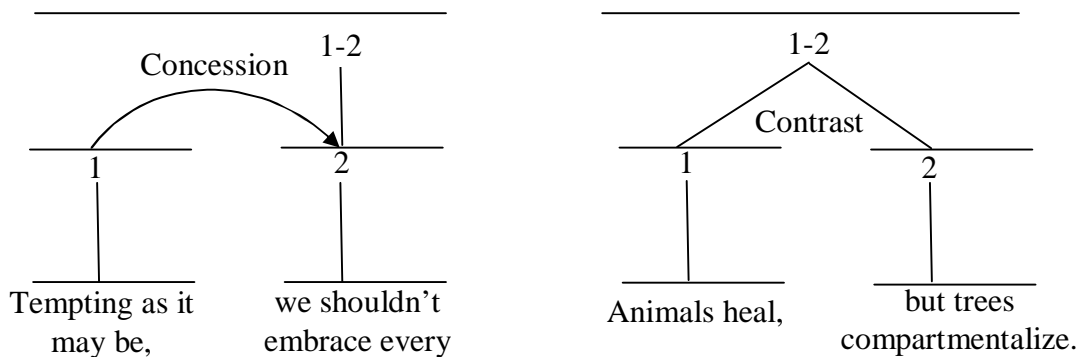 1-2
Concession
1
2
Tempting as it
may be,
we shouldn’t
embrace every
1-2
Contrast
1
2
Animals heal,
but trees
compartmentalize.